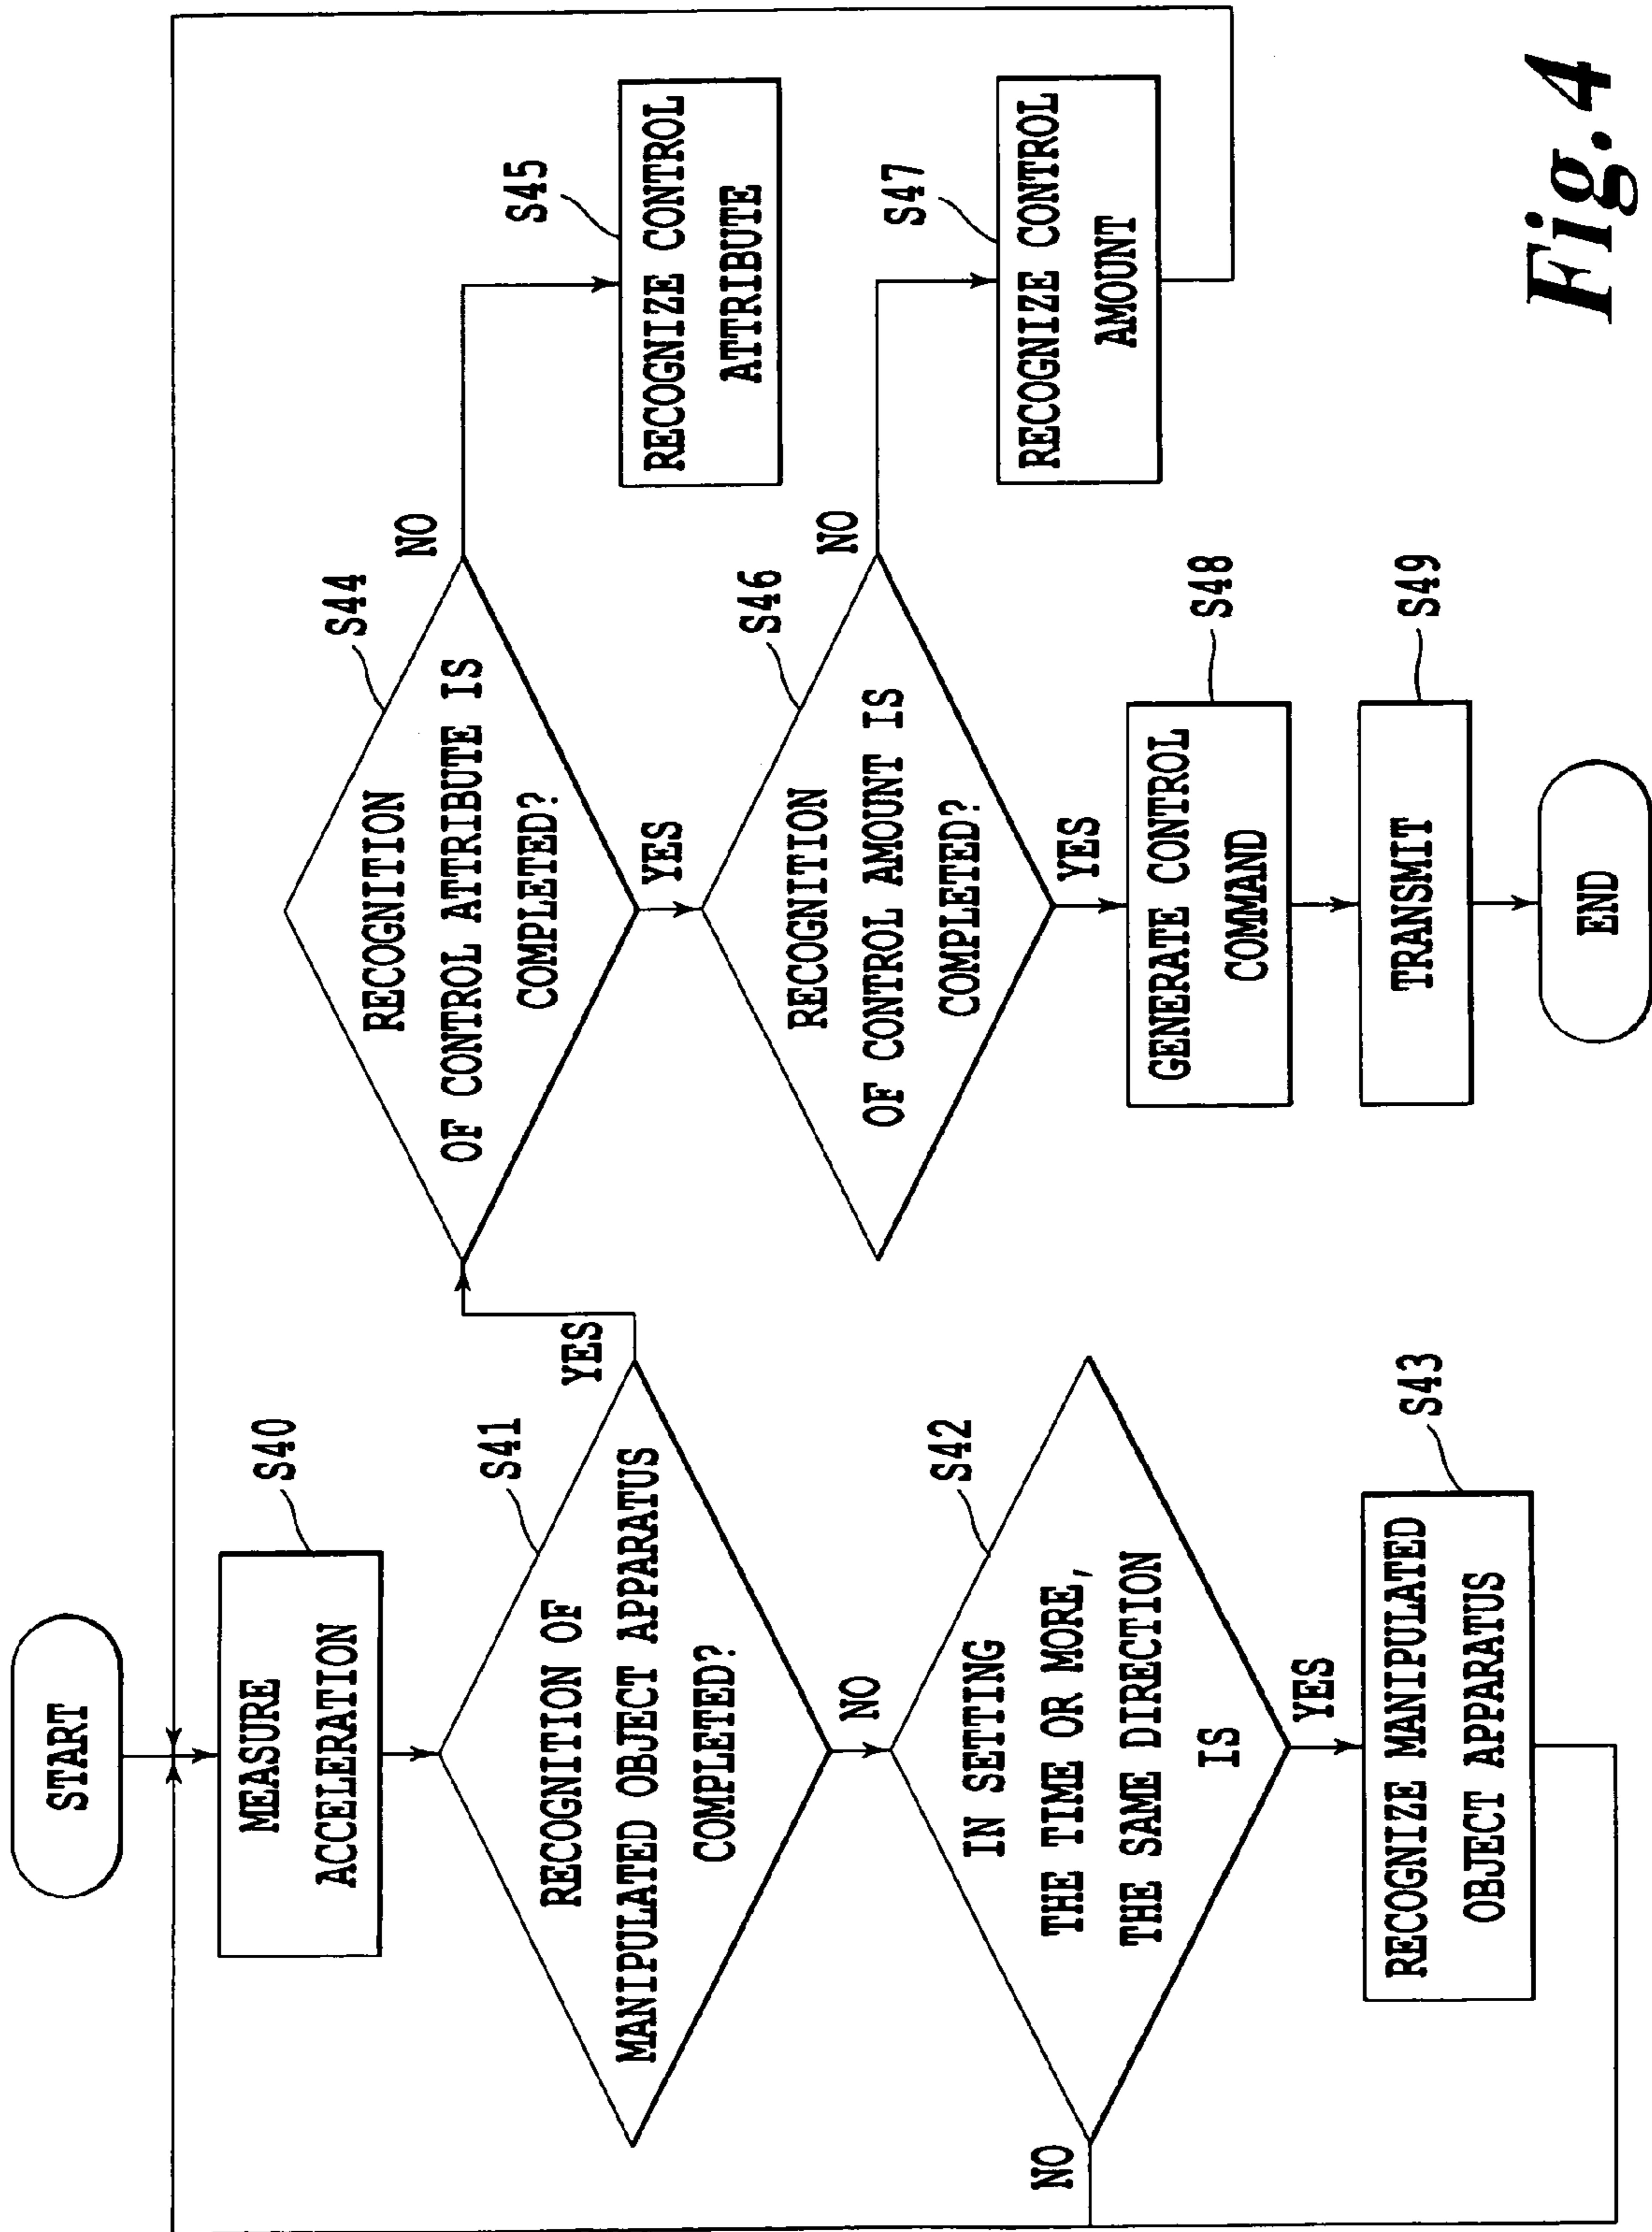 START
S40
MEASURE
ACCELERATION
S41
RECOGNITION OF
MANIPULATED OBJECT APPARATUS
COMPLETED?
YES
NO
S42
IN SETTING
THE TIME OR MORE,
THE SAME DIRECTION
IS
NO
YES
S43
RECOGNIZE MANIPULATED
OBJECT APPARATUS
S44
RECOGNITION
OF CONTROL ATTRIBUTE IS
COMPLETED?
NO
YES
S45
RECOGNIZE CONTROL
ATTRIBUTE
S46
RECOGNITION
OF CONTROL AMOUNT IS
COMPLETED?
NO
YES
S47
RECOGNIZE CONTROL
AMOUNT
S48
GENERATE CONTROL
COMMAND
S49
TRANSMIT
END
Fig. 4